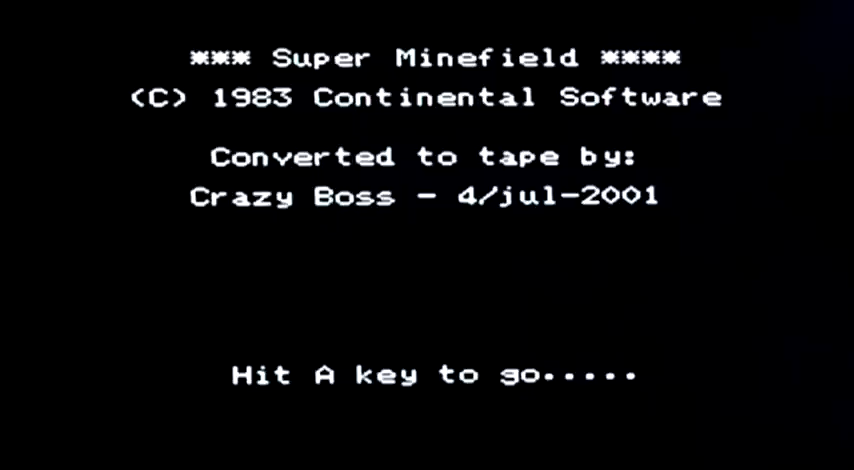 *** Super Minefield ****
(C) 1983 Continental Software
Converted to tape by:
Crazy Boss - 4/jul-2001
Hit A key to go.....